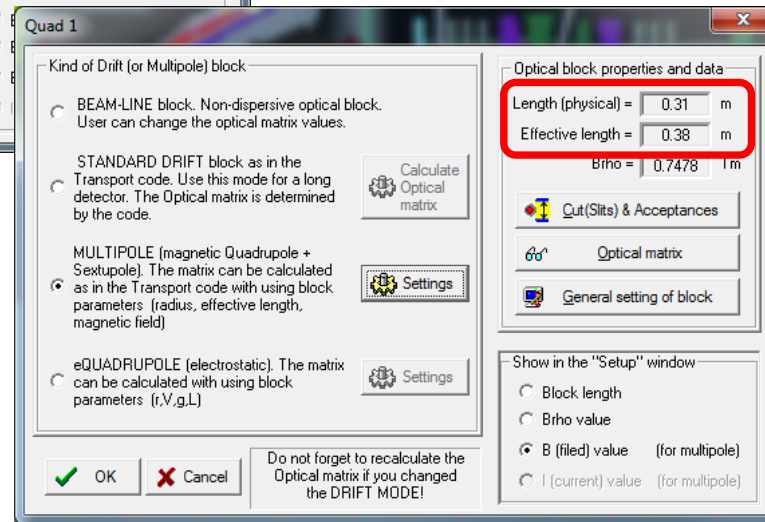 Quad 1
Kind of Drift (or Multipole) block
BEAM-LINE block. Non-dispersive optical block.
User can change the optical matrix values.
STANDARD DRIFT block as in the
Transport code. Use this mode for a long
detector. The Optical matrix is determined
by the code.
Calculate
Optical
matrix
MULTIPOLE (magnetic Quadrupole +
Sextupole). The matrix can be calculated
as in the Transport code with using block
parameters (radius, effective length,
magnetic field)
Settings
eQUADRUPOLE (electrostatic). The matrix
can be calculated with using block
parameters (r,V,g,L)
Settings
OK
Cancel
Do not forget to recalculate the
Optical matrix if you changed
the DRIFT MODE!
Optical block properties and data
Length (physical) = 0.31 m
Effective length = 0.38 m
Brho = 0.7478 Tm
Cut(Slits) & Acceptances
Optical matrix
General setting of block
Show in the "Setup" window
Block length
Brho value
B (filed) value (for multipole)
I (current) value (for multipole)